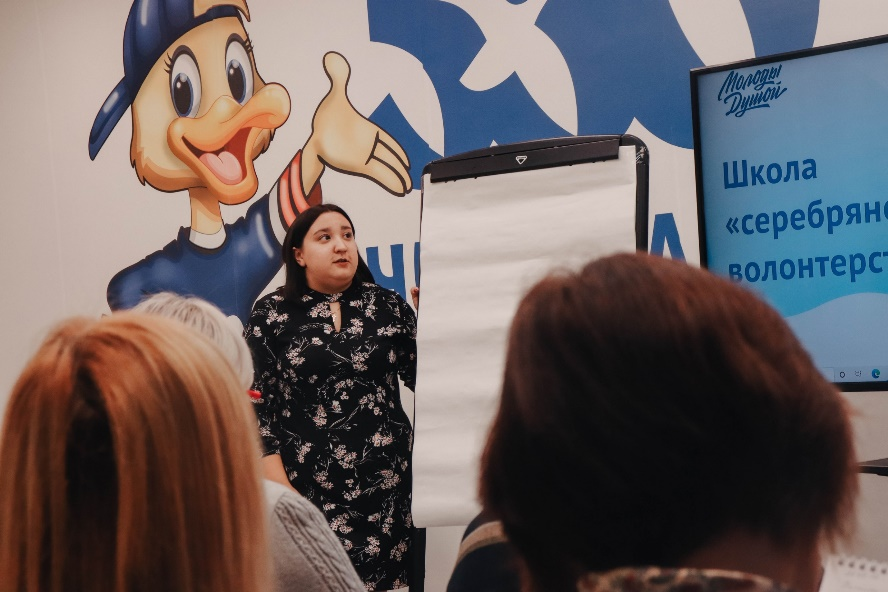 Молоды
Душой
Школа
«серебряно
волонтерст